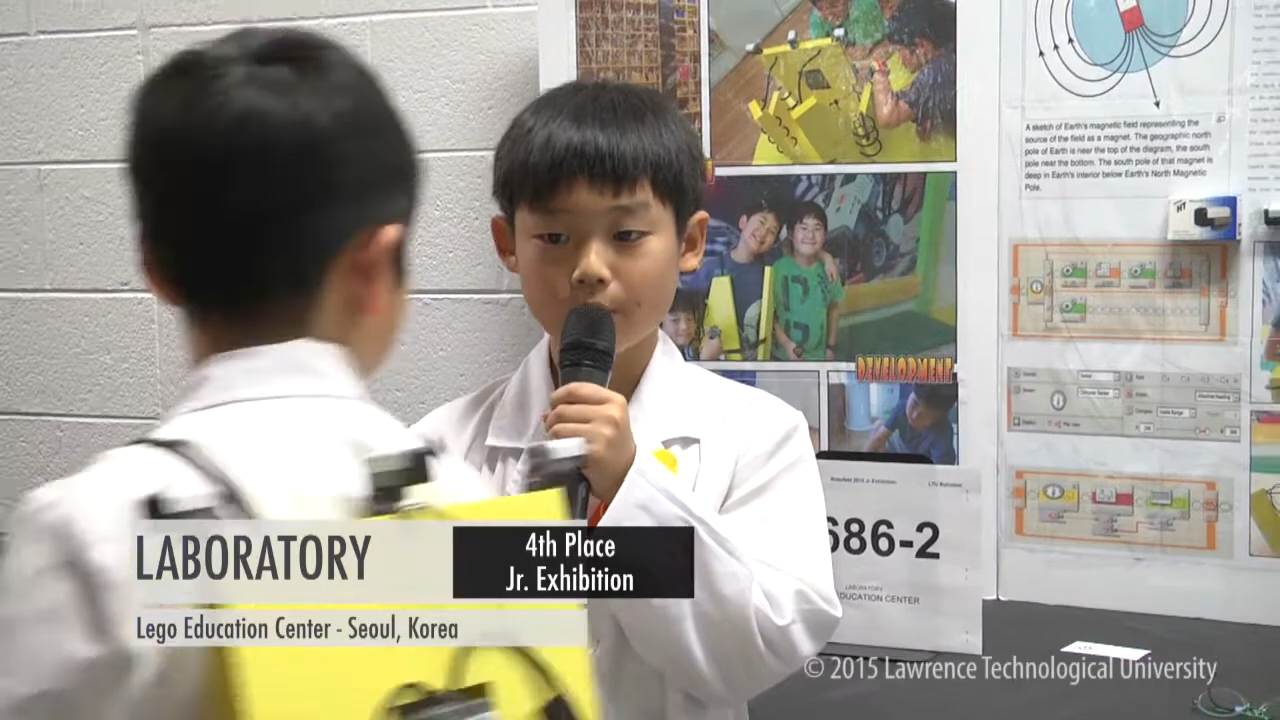 A sketch of Earth's magnetic field representing the
source of the field as a magnet. The geographic north
pole of Earth is near the top of the diagram, the south
pole near the bottom. The south pole of that magnet is
deep in Earth's interior below Earth's North Magnetic
Pole.
HT
DEVELOPMENT
686-2
LABORATORY
DUCATION CENTER
LABORATORY
4th Place
Jr. Exhibition
Lego Education Center - Seoul, Korea
© 2015 Lawrence Technological University